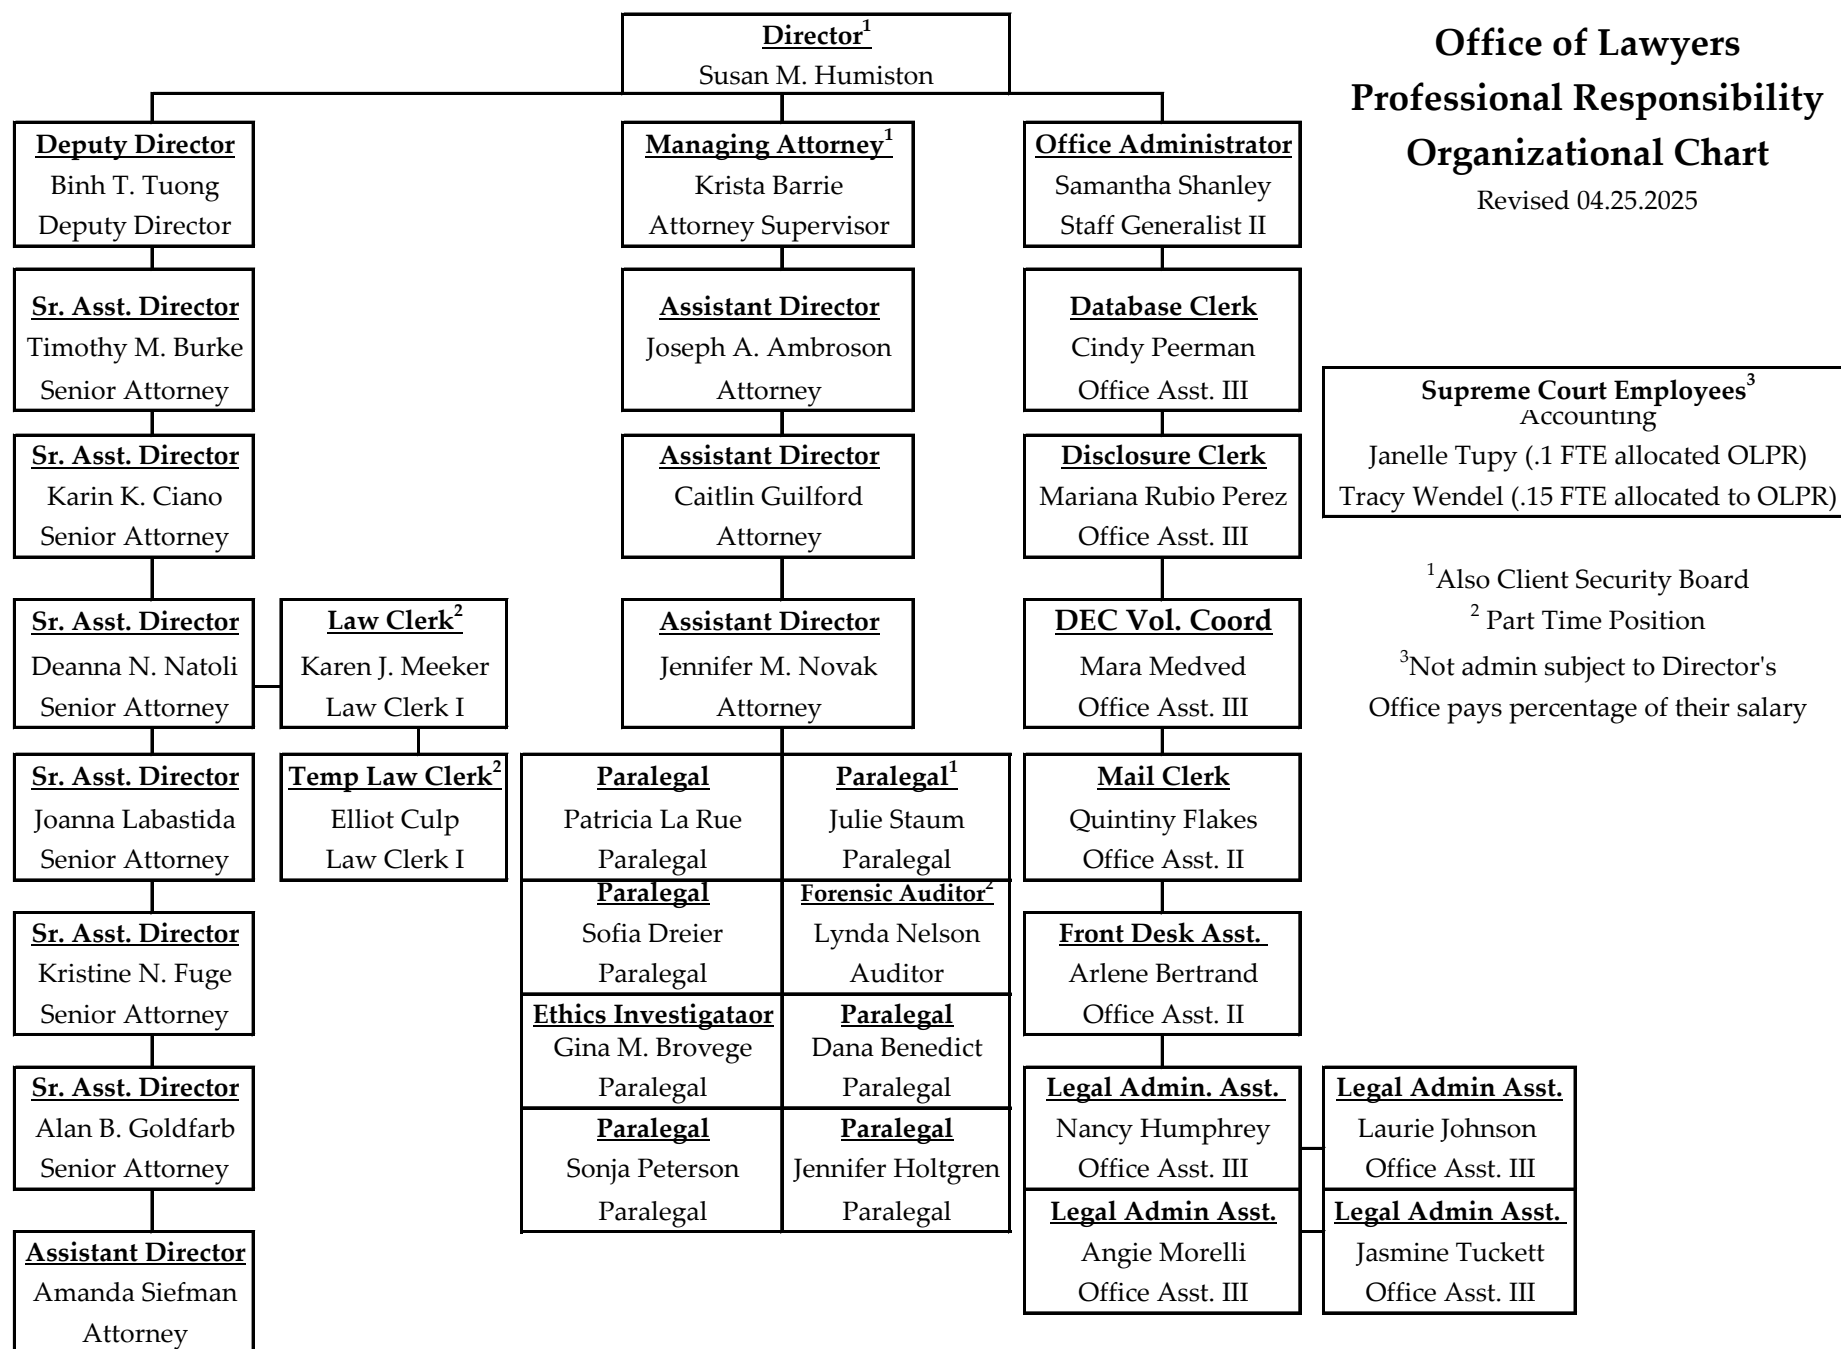 Director¹
Susan M. Humiston
Office of Lawyers
Professional Responsibility
Organizational Chart
Revised 04.25.2025
Deputy Director
Binh T. Tuong
Deputy Director
Managing Attorney¹
Krista Barrie
Attorney Supervisor
Office Administrator
Samantha Shanley
Staff Generalist II
Sr. Asst. Director
Timothy M. Burke
Senior Attorney
Assistant Director
Joseph A. Ambroson
Attorney
Database Clerk
Cindy Peerman
Office Asst. III
Supreme Court Employees³
Accounting
Janelle Tupy (.1 FTE allocated OLPR)
Tracy Wendel (.15 FTE allocated to OLPR)
Sr. Asst. Director
Karin K. Ciano
Senior Attorney
Assistant Director
Caitlin Guilford
Attorney
Disclosure Clerk
Mariana Rubio Perez
Office Asst. III
¹Also Client Security Board
² Part Time Position
³Not admin subject to Director's
Office pays percentage of their salary
Sr. Asst. Director
Deanna N. Natoli
Senior Attorney
Law Clerk²
Karen J. Meeker
Law Clerk I
Assistant Director
Jennifer M. Novak
Attorney
DEC Vol. Coord
Mara Medved
Office Asst. III
Sr. Asst. Director
Joanna Labastida
Senior Attorney
Temp Law Clerk²
Elliot Culp
Law Clerk I
Paralegal
Patricia La Rue
Paralegal
Paralegal¹
Julie Staum
Paralegal
Mail Clerk
Quintiny Flakes
Office Asst. II
Sr. Asst. Director
Kristine N. Fuge
Senior Attorney
Paralegal
Sofia Dreier
Paralegal
Forensic Auditor²
Lynda Nelson
Auditor
Front Desk Asst.
Arlene Bertrand
Office Asst. II
Ethics Investigataor
Gina M. Brovege
Paralegal
Paralegal
Dana Benedict
Paralegal
Sr. Asst. Director
Alan B. Goldfarb
Senior Attorney
Paralegal
Sonja Peterson
Paralegal
Paralegal
Jennifer Holtgren
Paralegal
Legal Admin. Asst.
Nancy Humphrey
Office Asst. III
Legal Admin Asst.
Laurie Johnson
Office Asst. III
Legal Admin Asst.
Angie Morelli
Office Asst. III
Legal Admin Asst.
Jasmine Tuckett
Office Asst. III
Assistant Director
Amanda Siefman
Attorney